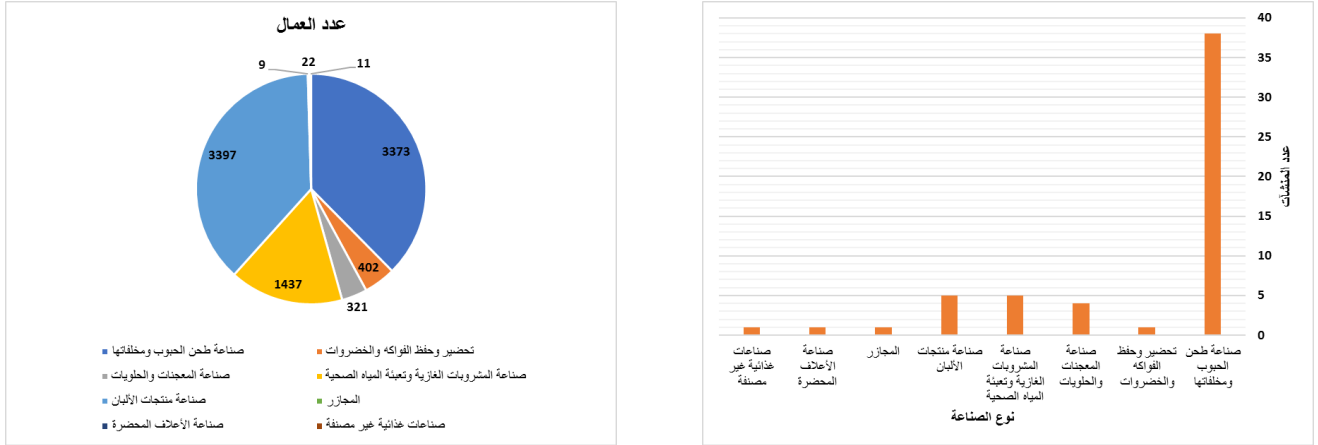 عدد العمال
9
22
11
3397
3373
402
1437
321
صناعة طحن الحبوب ومخلفاتها
تحضير وحفظ الفواكه والخضروات
صناعة المعجنات والحلويات
صناعة المشروبات الغازية وتعبئة المياه الصحية
صناعة منتجات الألبان
المجازر
صناعة الأعلاف المحضرة
صناعات غذائية غير مصنفة
40
35
30
25
20
15
10
5
0
عدد المنشآت
صناعة طحن
الحبوب
ومخلفاتها
تحضير وحفظ
الفواكه
والخضروات
صناعة
المعجنات
والحلويات
صناعة
المشروبات
الغازية وتعبئة
المياه الصحية
صناعة منتجات
الألبان
المجازر
صناعة
الأعلاف
المحضرة
صناعات
غذائية غير
مصنفة
نوع الصناعة